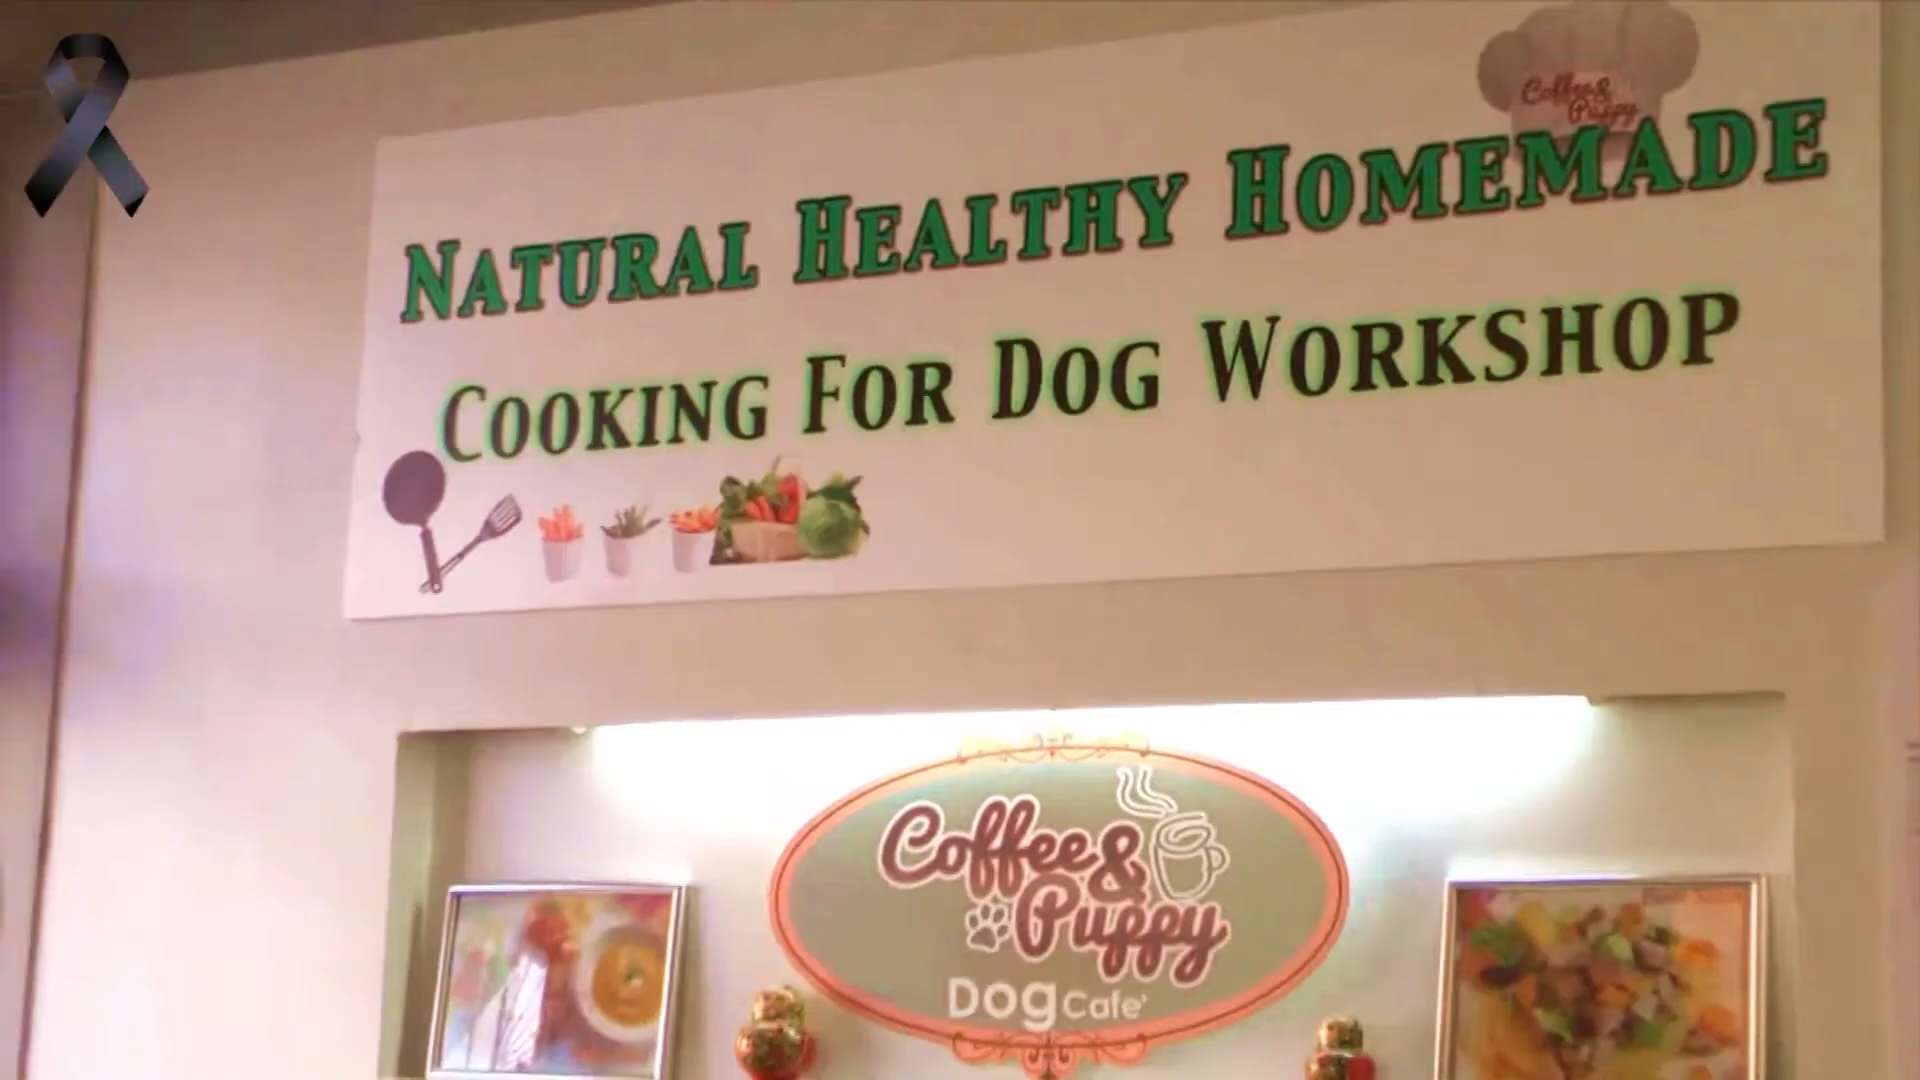 Coffee&
Puppy
NATURAL HEALTHY HOMEMADE
COOKING FOR DOG WORKSHOP
Coffee&
Puppy
Dog Cafe'